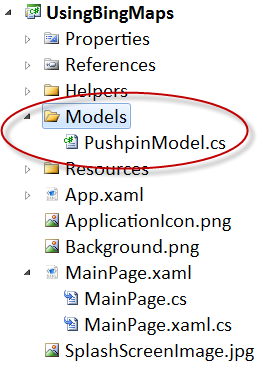 UsingBingMaps
Properties
References
Helpers
Models
PushpinModel.cs
Resources
App.xaml
ApplicationIcon.png
Background.png
MainPage.xaml
MainPage.cs
MainPage.xaml.cs
SplashScreenImage.jpg